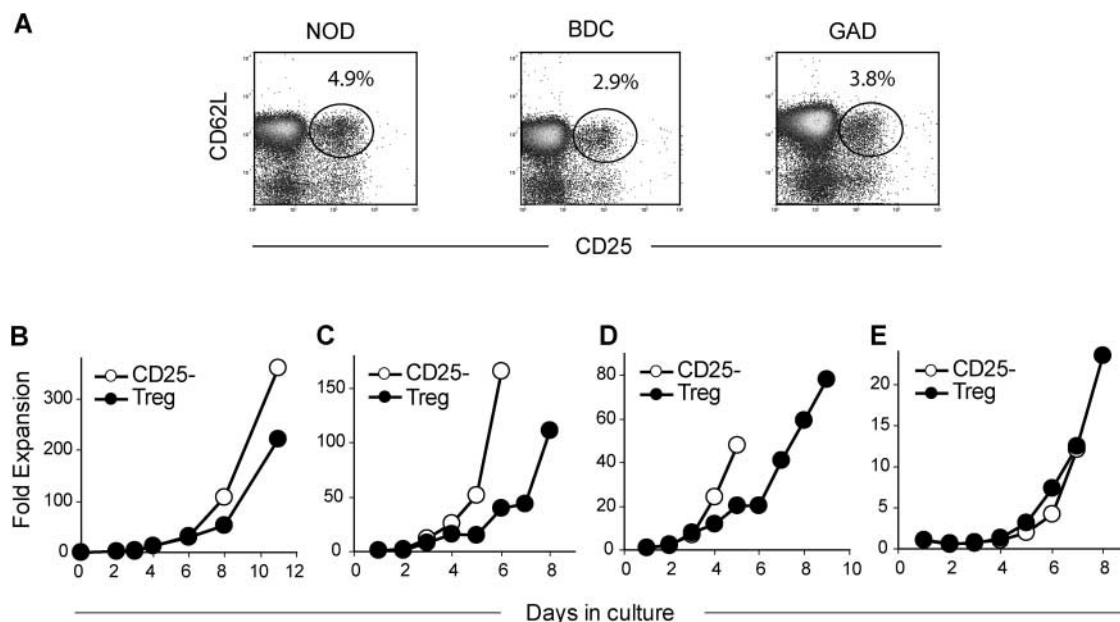 A
NOD
BDC
GAD
4.9%
2.9%
3.8%
CD62L
CD25
B
C
D
E
CD25-
Treg
CD25-
Treg
CD25-
Treg
CD25-
Treg
Fold Expansion
300
200
100
0
150
100
50
0
80
60
40
20
0
20
15
10
5
0
0 2 4 6 8 10 12
0 2 4 6 8
0 2 4 6 8 10
0 2 4 6 8
Days in culture